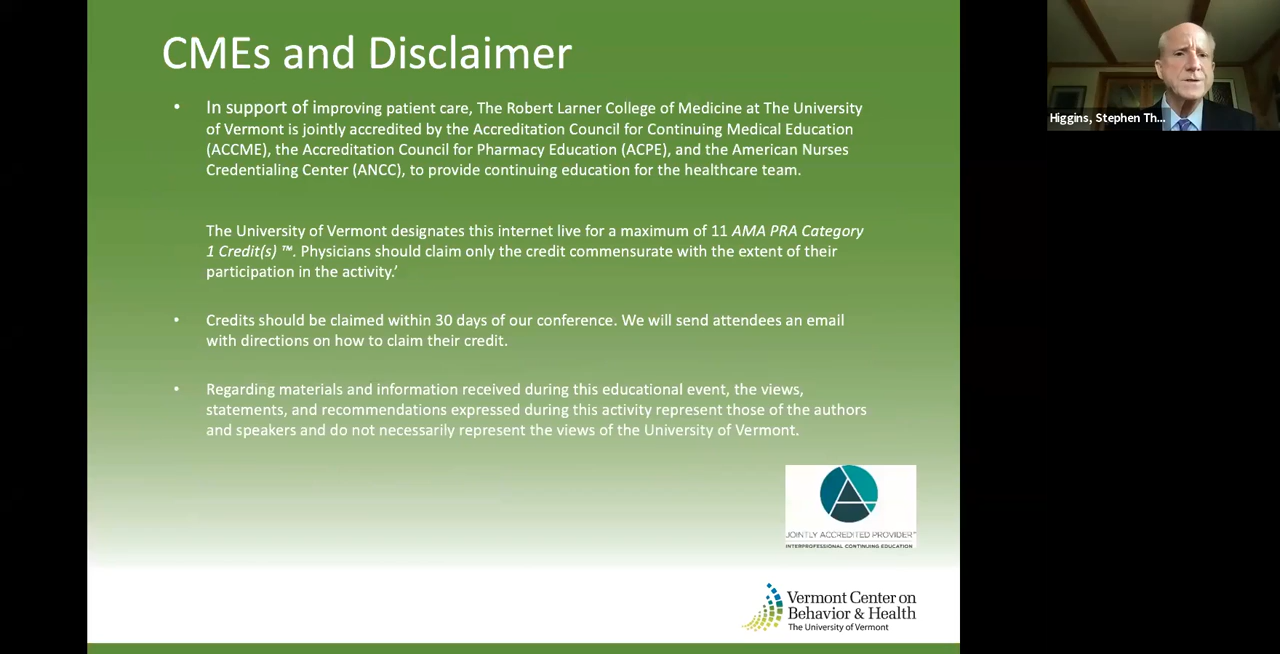 CMEs and Disclaimer
• In support of improving patient care, The Robert Larner College of Medicine at The University
of Vermont is jointly accredited by the Accreditation Council for Continuing Medical Education
(ACCME), the Accreditation Council for Pharmacy Education (ACPE), and the American Nurses
Credentialing Center (ANCC), to provide continuing education for the healthcare team.
The University of Vermont designates this internet live for a maximum of 11 AMA PRA Category
1 Credit(s) ™. Physicians should claim only the credit commensurate with the extent of their
participation in the activity.’
• Credits should be claimed within 30 days of our conference. We will send attendees an email
with directions on how to claim their credit.
• Regarding materials and information received during this educational event, the views,
statements, and recommendations expressed during this activity represent those of the authors
and speakers and do not necessarily represent the views of the University of Vermont.
JOINTLY ACCREDITED PROVIDER™
INTERPROFESSIONAL CONTINUING EDUCATION
Vermont Center on
Behavior & Health
The University of Vermont
Higgins, Stephen Th...